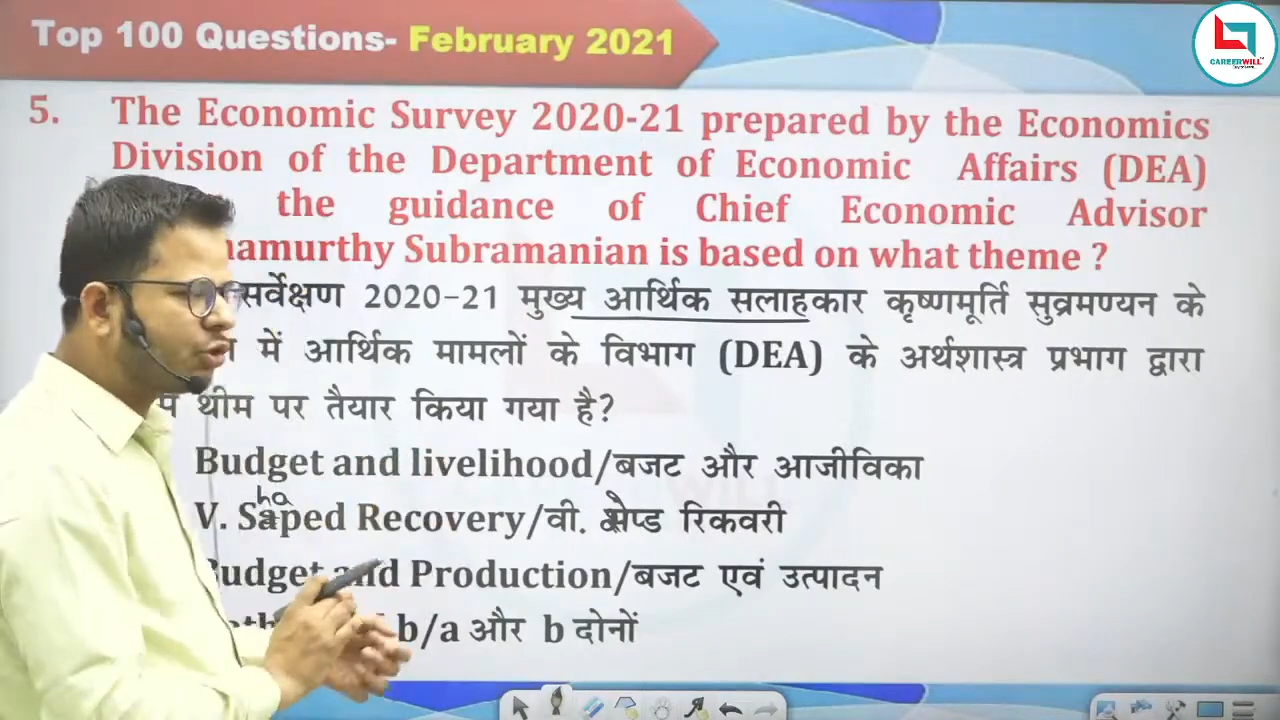 Top 100 Questions- February 2021
CAREERWILL
5. The Economic Survey 2020-21 prepared by the Economics
Division of the Department of Economic Affairs (DEA)
the guidance of Chief Economic Advisor
namurthy Subramanian is based on what theme ?
सर्वेक्षण 2020-21 मुख्य आर्थिक सलाहकार कृष्णमूर्ति सुव्रमण्यन के
में आर्थिक मामलों के विभाग (DEA) के अर्थशास्त्र प्रभाग द्वारा
थीम पर तैयार किया गया है?
Budget and livelihood/बजट और आजीविका
ha
V. Saped Recovery/वी. सेप्ड रिकवरी
Budget and Production/बजट एवं उत्पादन
b/a और b दोनों